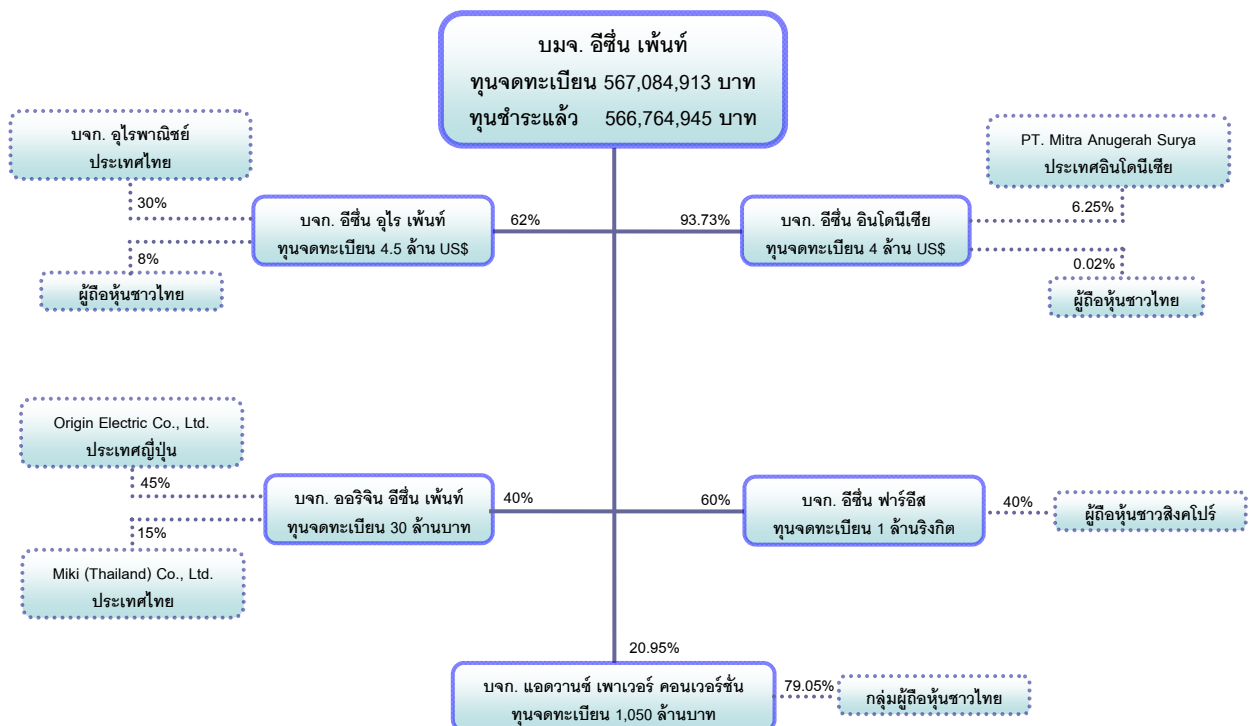 บมจ. อีซึ่น เพ้นท์
ทุนจดทะเบียน 567,084,913 บาท
ทุนชำระแล้ว 566,764,945 บาท
บจก. อุไรพาณิชย์
ประเทศไทย
PT. Mitra Anugerah Surya
ประเทศอินโดนีเซีย
30%
6.25%
บจก. อีซึ่น อุไร เพ้นท์
ทุนจดทะเบียน 4.5 ล้าน US$
62%
93.73%
บจก. อีซึ่น อินโดนีเซีย
ทุนจดทะเบียน 4 ล้าน US$
8%
0.02%
ผู้ถือหุ้นชาวไทย
ผู้ถือหุ้นชาวไทย
Origin Electric Co., Ltd.
ประเทศญี่ปุ่น
45%
บจก. ออริจิน อีซึ่น เพ้นท์
ทุนจดทะเบียน 30 ล้านบาท
40%
60%
บจก. อีซึ่น ฟาร์อีส
ทุนจดทะเบียน 1 ล้านริงกิต
40%
ผู้ถือหุ้นชาวสิงคโปร์
15%
Miki (Thailand) Co., Ltd.
ประเทศไทย
20.95%
บจก. แอดวานซ์ เพาเวอร์ คอนเวอร์ชั่น
ทุนจดทะเบียน 1,050 ล้านบาท
79.05%
กลุ่มผู้ถือหุ้นชาวไทย